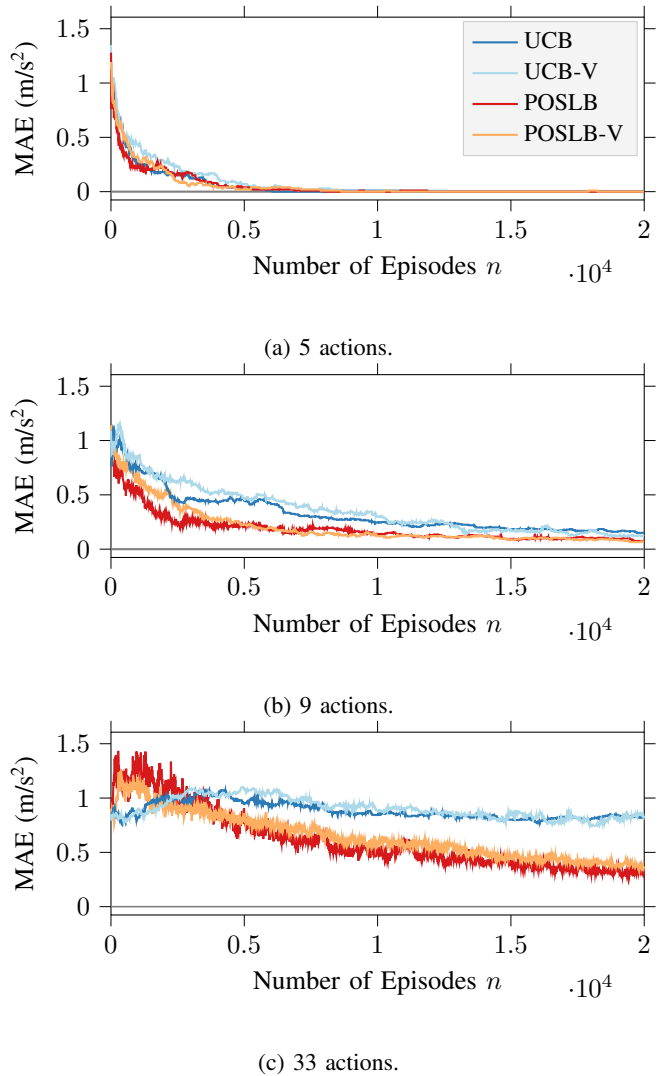 1.5
1
0.5
0
MAE (m/s²)
UCB
UCB-V
POSLB
POSLB-V
0 0.5 1 1.5 2
Number of Episodes n ·10⁴
(a) 5 actions.
1.5
1
0.5
0
MAE (m/s²)
0 0.5 1 1.5 2
Number of Episodes n ·10⁴
(b) 9 actions.
1.5
1
0.5
0
MAE (m/s²)
0 0.5 1 1.5 2
Number of Episodes n ·10⁴
(c) 33 actions.